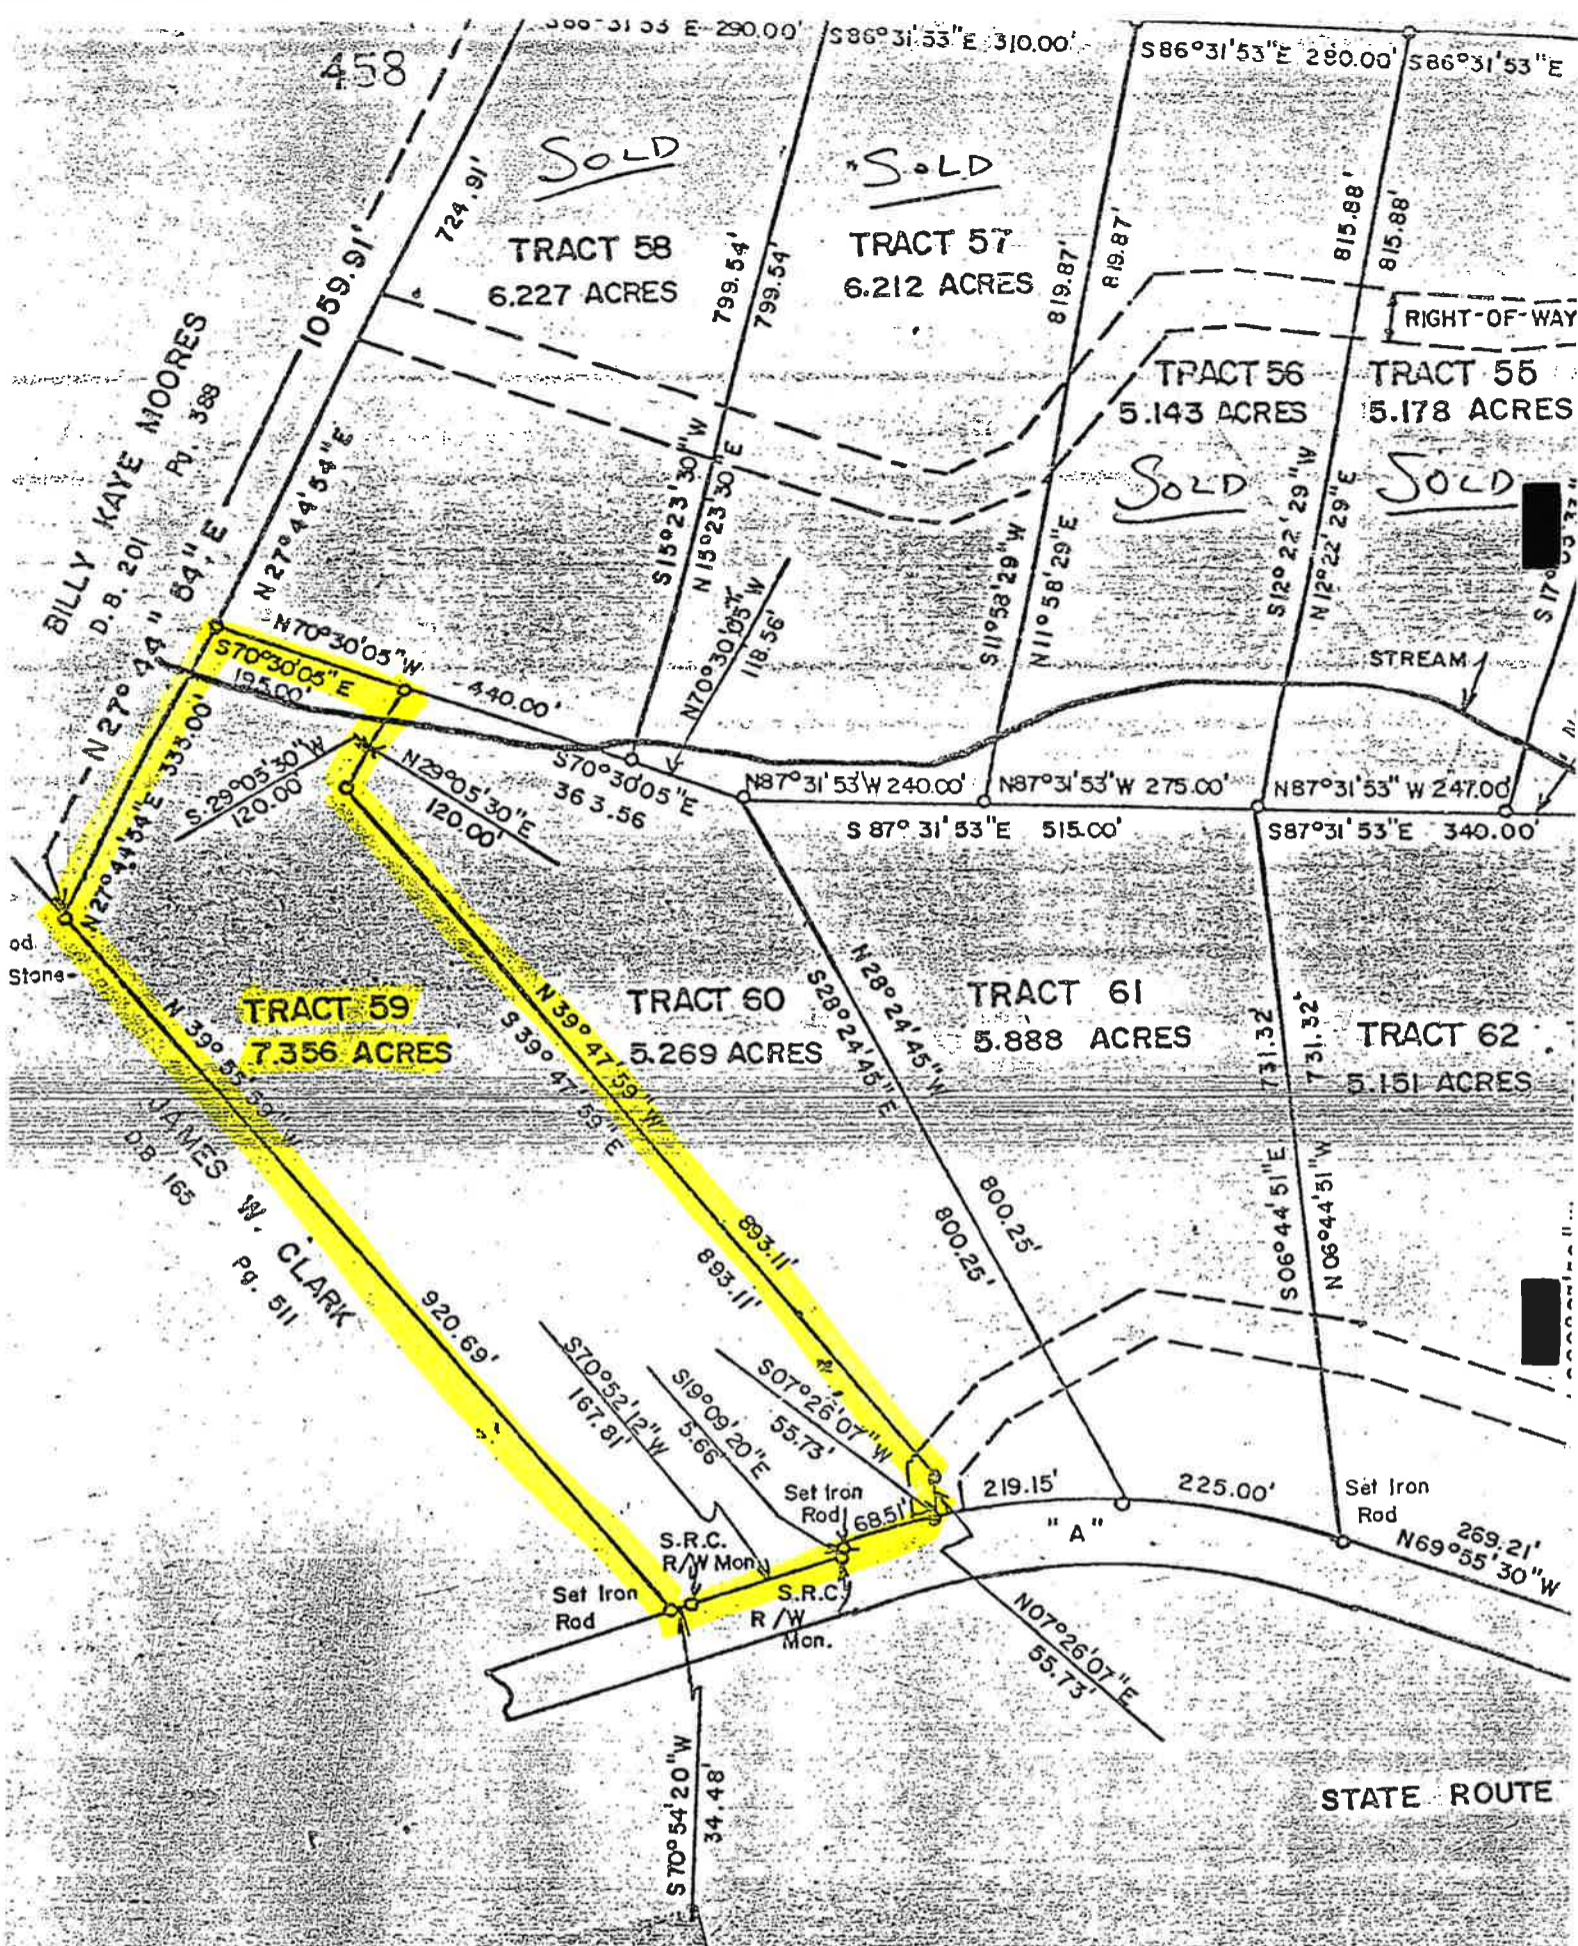 458
290.00'
S86°31'53"E 310.00'
S86°31'53"E 280.00'
S86°31'53"E
SOLD
SOLD
TRACT 58
6.227 ACRES
TRACT 57
6.212 ACRES
724.91'
1059.91'
799.54'
799.54'
819.87'
819.87'
815.88'
815.88'
RIGHT-OF-WAY
TRACT 56
5.143 ACRES
TRACT 55
5.178 ACRES
SOLD
SOLD
BILLY KAYE MOORES
D.B. 201 Pg. 388
N27°44'54"E
S15°23'30"W
N15°23'30"E
S11°58'29"W
N11°58'29"E
S12°22'29"W
N12°22'29"E
N70°30'05"W
118.56'
STREAM
N70°30'05"W
440.00'
S70°30'05"E
195.00'
N27°44'54"E 333.00'
S.29°05'30"W
120.00'
N29°05'30"E
120.00'
S70°30'05"E
363.56
N87°31'53"W 240.00'
N87°31'53"W 275.00'
N87°31'53"W 247.00'
S87°31'53"E 515.00'
S87°31'53"E 340.00'
od
Stone
TRACT 59
7.356 ACRES
TRACT 60
5.269 ACRES
TRACT 61
5.888 ACRES
TRACT 62
5.151 ACRES
N39°47'59"W
S39°47'59"E
N28°24'45"W
S28°24'45"E
731.32'
731.32'
S06°44'51"E
N06°44'51"W
JAMES W. CLARK
D.B. 165 Pg. 511
920.69'
893.11'
893.11'
800.25'
800.25'
S70°52'12"W
167.81'
S19°09'20"E
5.66'
S07°26'07"W
55.73'
Set Iron
Rod
68.51'
219.15'
225.00'
"A"
Set Iron
Rod
269.21'
N69°55'30"W
S.R.C.
R/W Mon.
Set Iron
Rod
S.R.C.
R/W
Mon.
N07°26'07"E
55.73'
S70°54'20"W
34.48'
STATE ROUTE